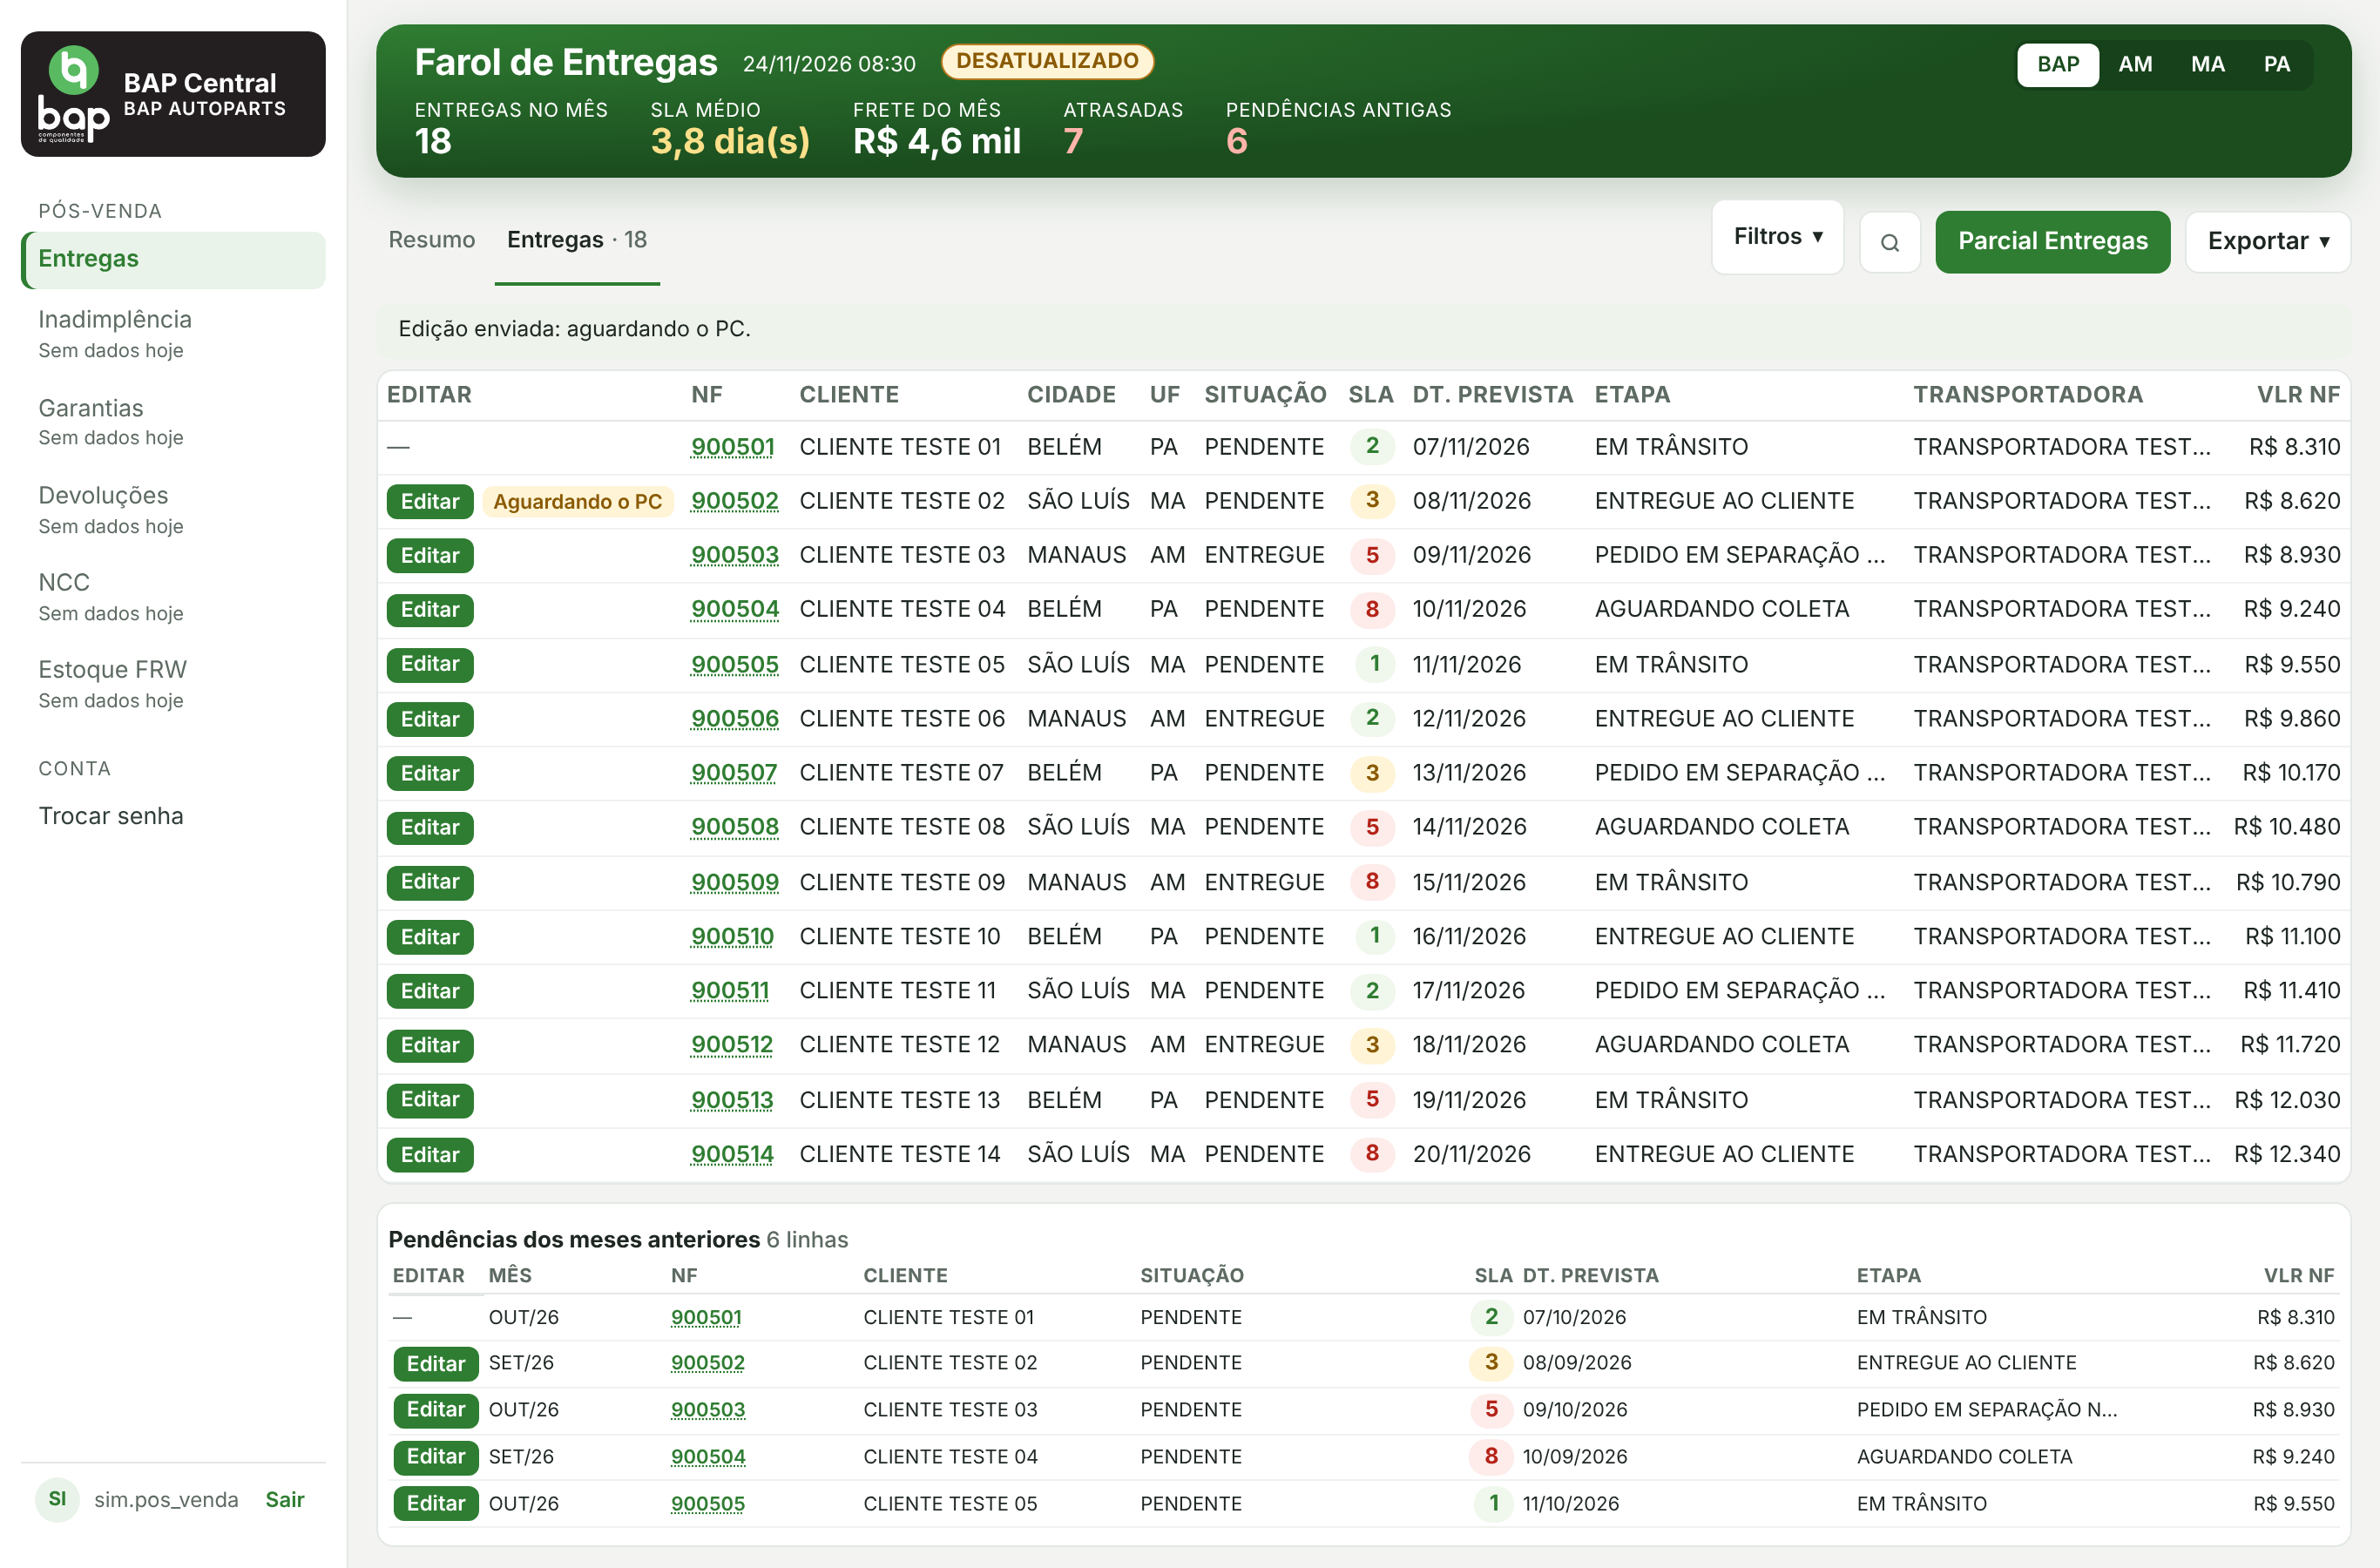 bap
componentes
de qualidade
BAP Central
BAP AUTOPARTS
PÓS-VENDA
Entregas
Inadimplência
Sem dados hoje
Garantias
Sem dados hoje
Devoluções
Sem dados hoje
NCC
Sem dados hoje
Estoque FRW
Sem dados hoje
CONTA
Trocar senha
SI sim.pos_venda Sair
Farol de Entregas 24/11/2026 08:30 DESATUALIZADO
BAP AM MA PA
ENTREGAS NO MÊS SLA MÉDIO FRETE DO MÊS ATRASADAS PENDÊNCIAS ANTIGAS
18 3,8 dia(s) R$ 4,6 mil 7 6
Resumo Entregas · 18 Filtros ▾ Parcial Entregas Exportar ▾
Edição enviada: aguardando o PC.
EDITAR NF CLIENTE CIDADE UF SITUAÇÃO SLA DT. PREVISTA ETAPA TRANSPORTADORA VLR NF
— 900501 CLIENTE TESTE 01 BELÉM PA PENDENTE 2 07/11/2026 EM TRÂNSITO TRANSPORTADORA TEST... R$ 8.310
Editar Aguardando o PC 900502 CLIENTE TESTE 02 SÃO LUÍS MA PENDENTE 3 08/11/2026 ENTREGUE AO CLIENTE TRANSPORTADORA TEST... R$ 8.620
Editar 900503 CLIENTE TESTE 03 MANAUS AM ENTREGUE 5 09/11/2026 PEDIDO EM SEPARAÇÃO ... TRANSPORTADORA TEST... R$ 8.930
Editar 900504 CLIENTE TESTE 04 BELÉM PA PENDENTE 8 10/11/2026 AGUARDANDO COLETA TRANSPORTADORA TEST... R$ 9.240
Editar 900505 CLIENTE TESTE 05 SÃO LUÍS MA PENDENTE 1 11/11/2026 EM TRÂNSITO TRANSPORTADORA TEST... R$ 9.550
Editar 900506 CLIENTE TESTE 06 MANAUS AM ENTREGUE 2 12/11/2026 ENTREGUE AO CLIENTE TRANSPORTADORA TEST... R$ 9.860
Editar 900507 CLIENTE TESTE 07 BELÉM PA PENDENTE 3 13/11/2026 PEDIDO EM SEPARAÇÃO ... TRANSPORTADORA TEST... R$ 10.170
Editar 900508 CLIENTE TESTE 08 SÃO LUÍS MA PENDENTE 5 14/11/2026 AGUARDANDO COLETA TRANSPORTADORA TEST... R$ 10.480
Editar 900509 CLIENTE TESTE 09 MANAUS AM ENTREGUE 8 15/11/2026 EM TRÂNSITO TRANSPORTADORA TEST... R$ 10.790
Editar 900510 CLIENTE TESTE 10 BELÉM PA PENDENTE 1 16/11/2026 ENTREGUE AO CLIENTE TRANSPORTADORA TEST... R$ 11.100
Editar 900511 CLIENTE TESTE 11 SÃO LUÍS MA PENDENTE 2 17/11/2026 PEDIDO EM SEPARAÇÃO ... TRANSPORTADORA TEST... R$ 11.410
Editar 900512 CLIENTE TESTE 12 MANAUS AM ENTREGUE 3 18/11/2026 AGUARDANDO COLETA TRANSPORTADORA TEST... R$ 11.720
Editar 900513 CLIENTE TESTE 13 BELÉM PA PENDENTE 5 19/11/2026 EM TRÂNSITO TRANSPORTADORA TEST... R$ 12.030
Editar 900514 CLIENTE TESTE 14 SÃO LUÍS MA PENDENTE 8 20/11/2026 ENTREGUE AO CLIENTE TRANSPORTADORA TEST... R$ 12.340
Pendências dos meses anteriores 6 linhas
EDITAR MÊS NF CLIENTE SITUAÇÃO SLA DT. PREVISTA ETAPA VLR NF
— OUT/26 900501 CLIENTE TESTE 01 PENDENTE 2 07/10/2026 EM TRÂNSITO R$ 8.310
Editar SET/26 900502 CLIENTE TESTE 02 PENDENTE 3 08/09/2026 ENTREGUE AO CLIENTE R$ 8.620
Editar OUT/26 900503 CLIENTE TESTE 03 PENDENTE 5 09/10/2026 PEDIDO EM SEPARAÇÃO N... R$ 8.930
Editar SET/26 900504 CLIENTE TESTE 04 PENDENTE 8 10/09/2026 AGUARDANDO COLETA R$ 9.240
Editar OUT/26 900505 CLIENTE TESTE 05 PENDENTE 1 11/10/2026 EM TRÂNSITO R$ 9.550